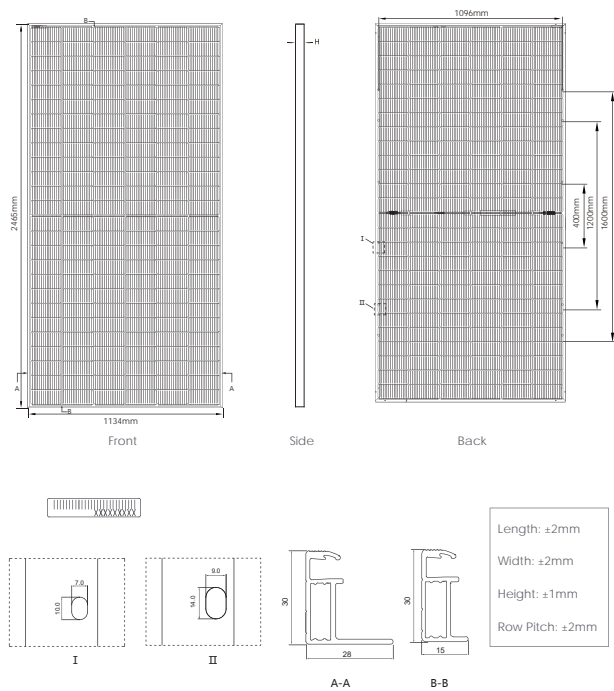 1096mm
B
H
2465mm
400mm
1200mm
1600mm
I
II
A
A
B
1134mm
Front
Side
Back
7.0
10.0
I
9.0
14.0
II
30
28
A-A
30
15
B-B
Length: ±2mm
Width: ±2mm
Height: ±1mm
Row Pitch: ±2mm